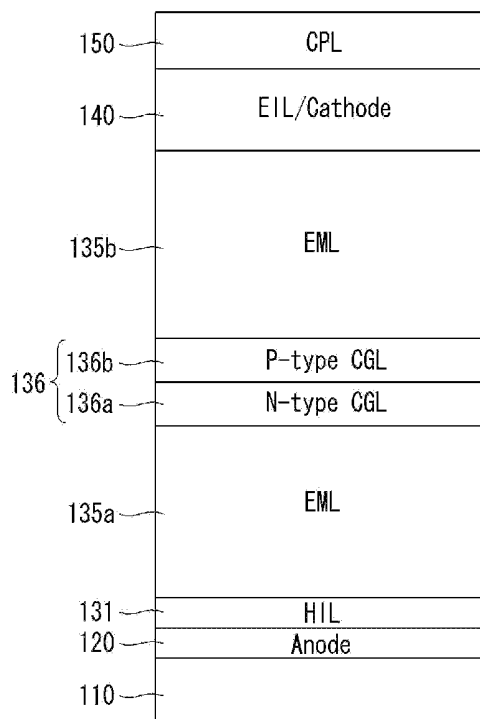 150 CPL
140 EIL/Cathode
135b EML
136b P-type CGL
136
136a N-type CGL
135a EML
131 HIL
120 Anode
110